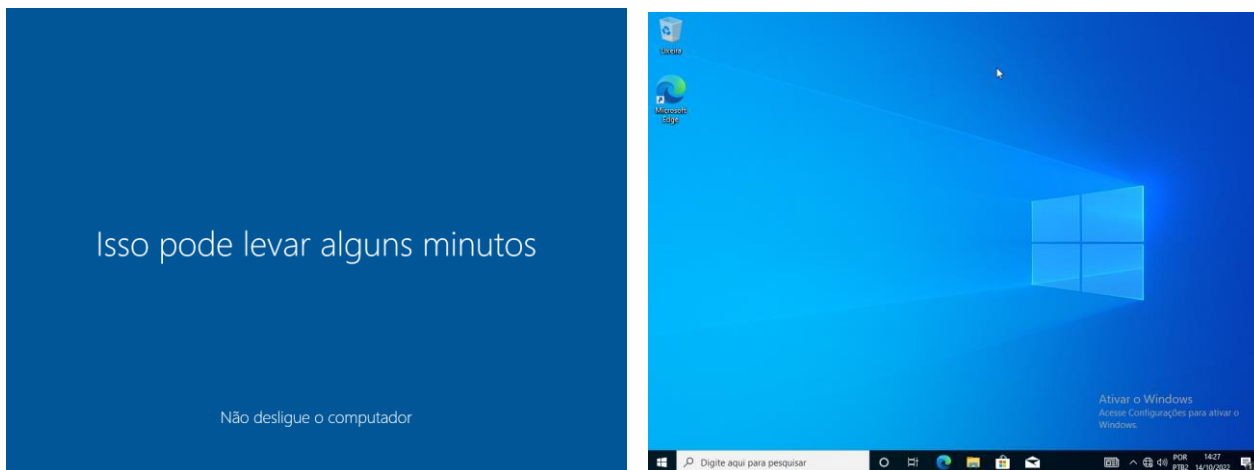 Isso pode levar alguns minutos
Não desligue o computador
Lixeira
Microsoft
Edge
Ativar o Windows
Acesse Configurações para ativar o
Windows.
Digite aqui para pesquisar
POR
PTB2
14:27
14/10/2022